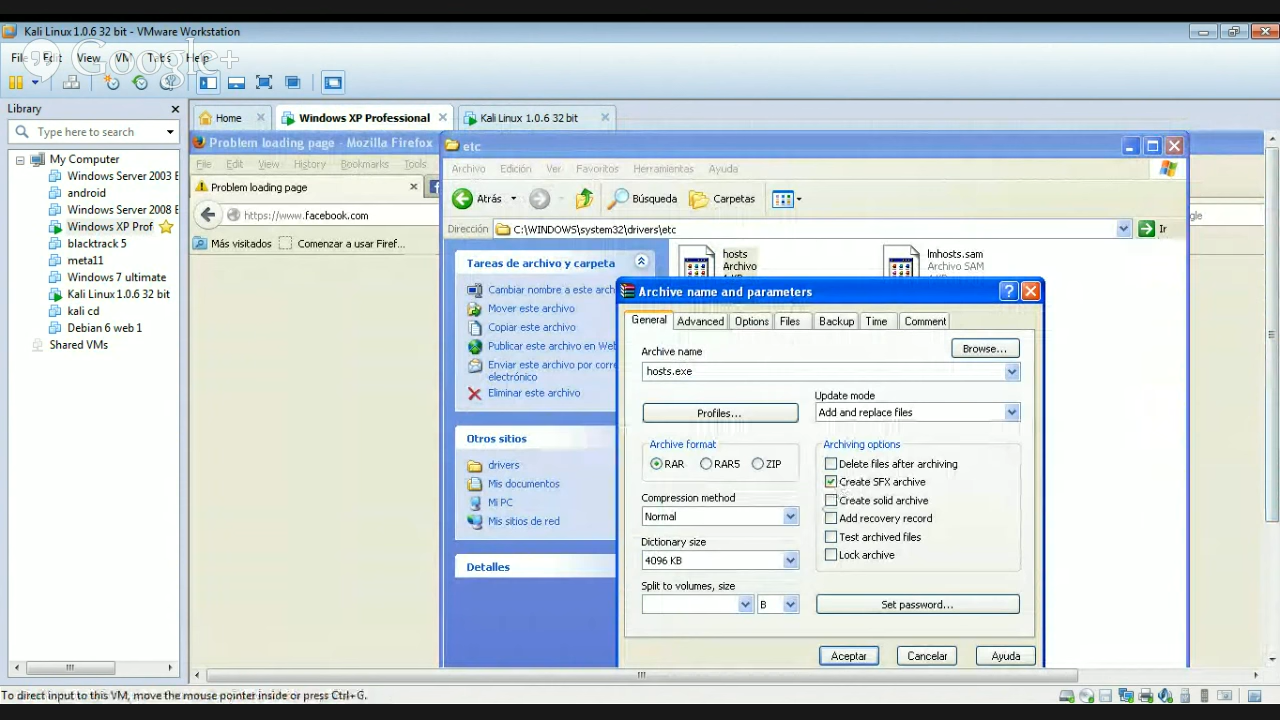 Kali Linux 1.0.6 32 bit - VMware Workstation
File Edit View VM Tabs Help
Google+
Library
Type here to search
My Computer
Windows Server 2003 E
android
Windows Server 2008 E
Windows XP Prof
blacktrack 5
meta11
Windows 7 ultimate
Kali Linux 1.0.6 32 bit
kali cd
Debian 6 web 1
Shared VMs
Home
Windows XP Professional
Kali Linux 1.0.6 32 bit
Problem loading page - Mozilla Firefox
File Edit View History Bookmarks Tools
Problem loading page
https://www.facebook.com
gle
Más visitados
Comenzar a usar Firef...
etc
Archivo Edición Ver Favoritos Herramientas Ayuda
Atrás
Búsqueda
Carpetas
Dirección
C:\WINDOWS\system32\drivers\etc
Ir
Tareas de archivo y carpeta
Cambiar nombre a este arch
Mover este archivo
Copiar este archivo
Publicar este archivo en Web
Enviar este archivo por corre
electrónico
Eliminar este archivo
Otros sitios
drivers
Mis documentos
Mi PC
Mis sitios de red
Detalles
hosts
Archivo
lmhosts.sam
Archivo SAM
Archive name and parameters
General Advanced Options Files Backup Time Comment
Archive name
Browse...
hosts.exe
Profiles...
Update mode
Add and replace files
Archive format
RAR RAR5 ZIP
Compression method
Normal
Dictionary size
4096 KB
Split to volumes, size
B
Archiving options
Delete files after archiving
Create SFX archive
Create solid archive
Add recovery record
Test archived files
Lock archive
Set password...
Aceptar Cancelar Ayuda
To direct input to this VM, move the mouse pointer inside or press Ctrl+G.